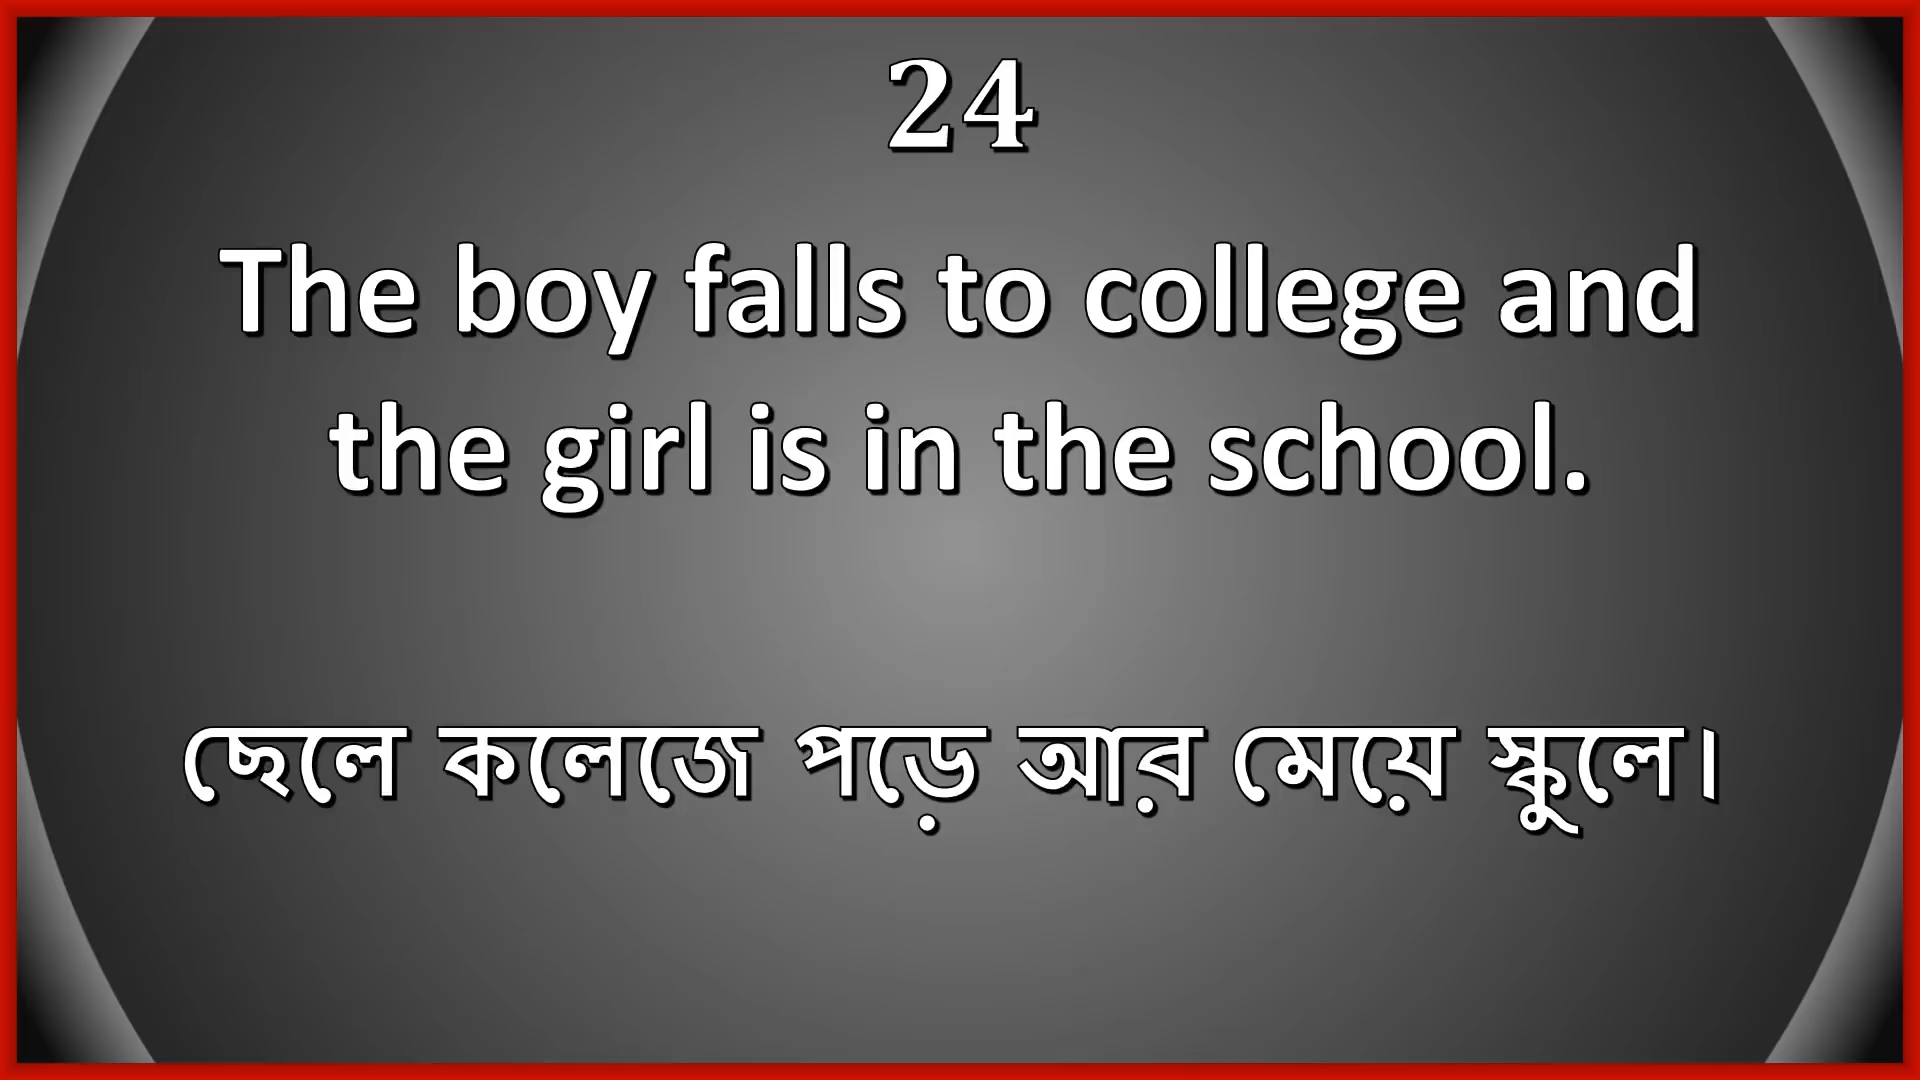 24
The boy falls to college and
the girl is in the school.
ছেলে কলেজে পড়ে আর মেয়ে স্কুলে।